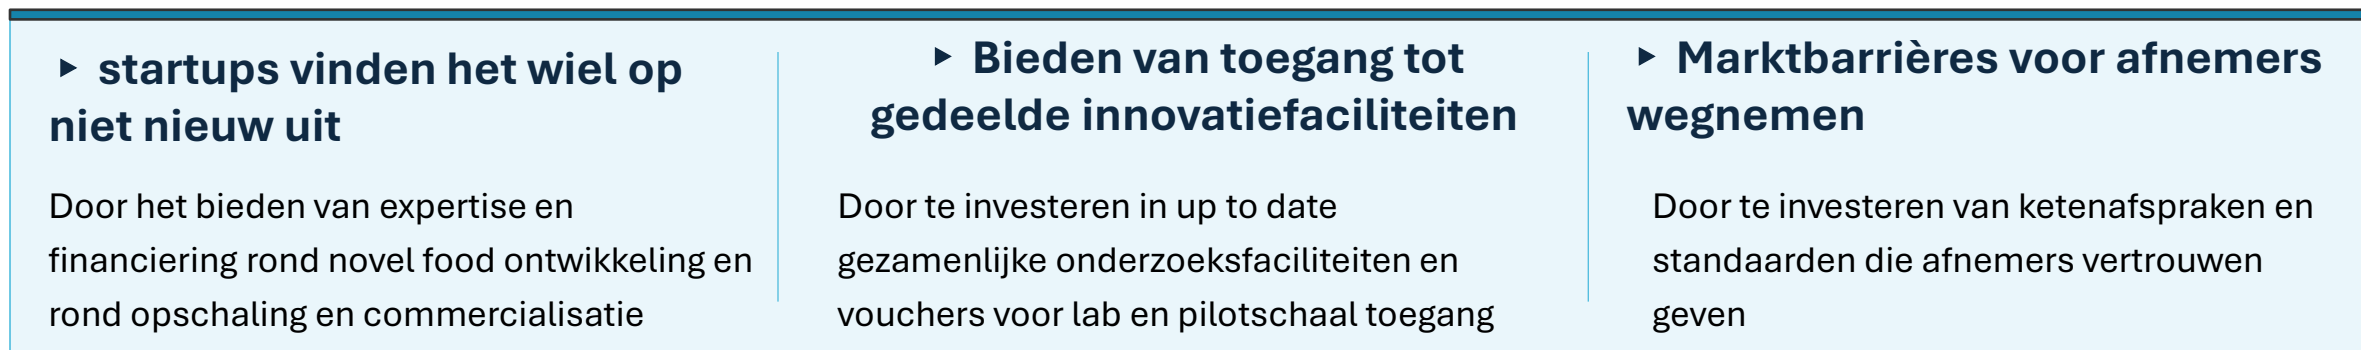 ▸ startups vinden het wiel op
niet nieuw uit
Door het bieden van expertise en
financiering rond novel food ontwikkeling en
rond opschaling en commercialisatie
▸ Bieden van toegang tot
gedeelde innovatiefaciliteiten
Door te investeren in up to date
gezamenlijke onderzoeksfaciliteiten en
vouchers voor lab en pilotschaal toegang
▸ Marktbarrières voor afnemers
wegnemen
Door te investeren van ketenafspraken en
standaarden die afnemers vertrouwen
geven